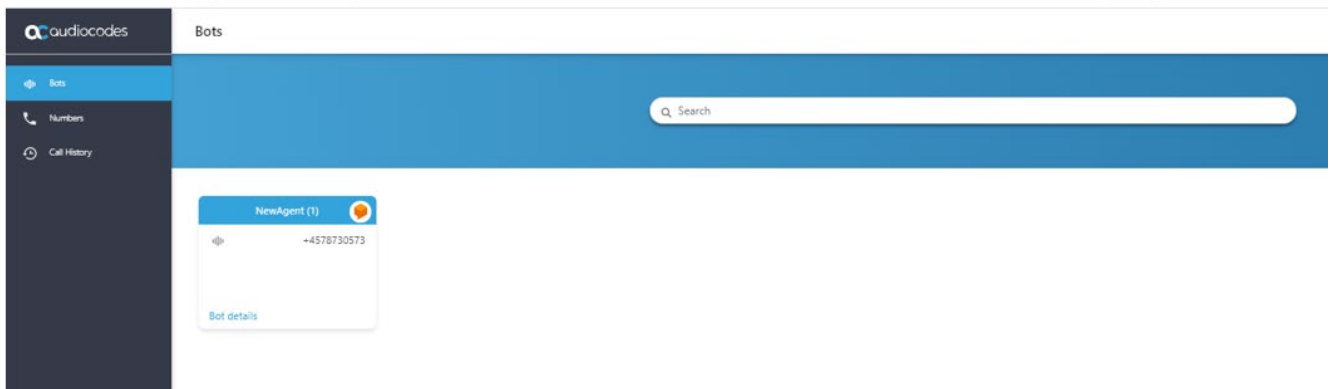 audiocodes
Bots
Bots
Numbers
Call History
Search
NewAgent (1)
+4578730573
Bot details